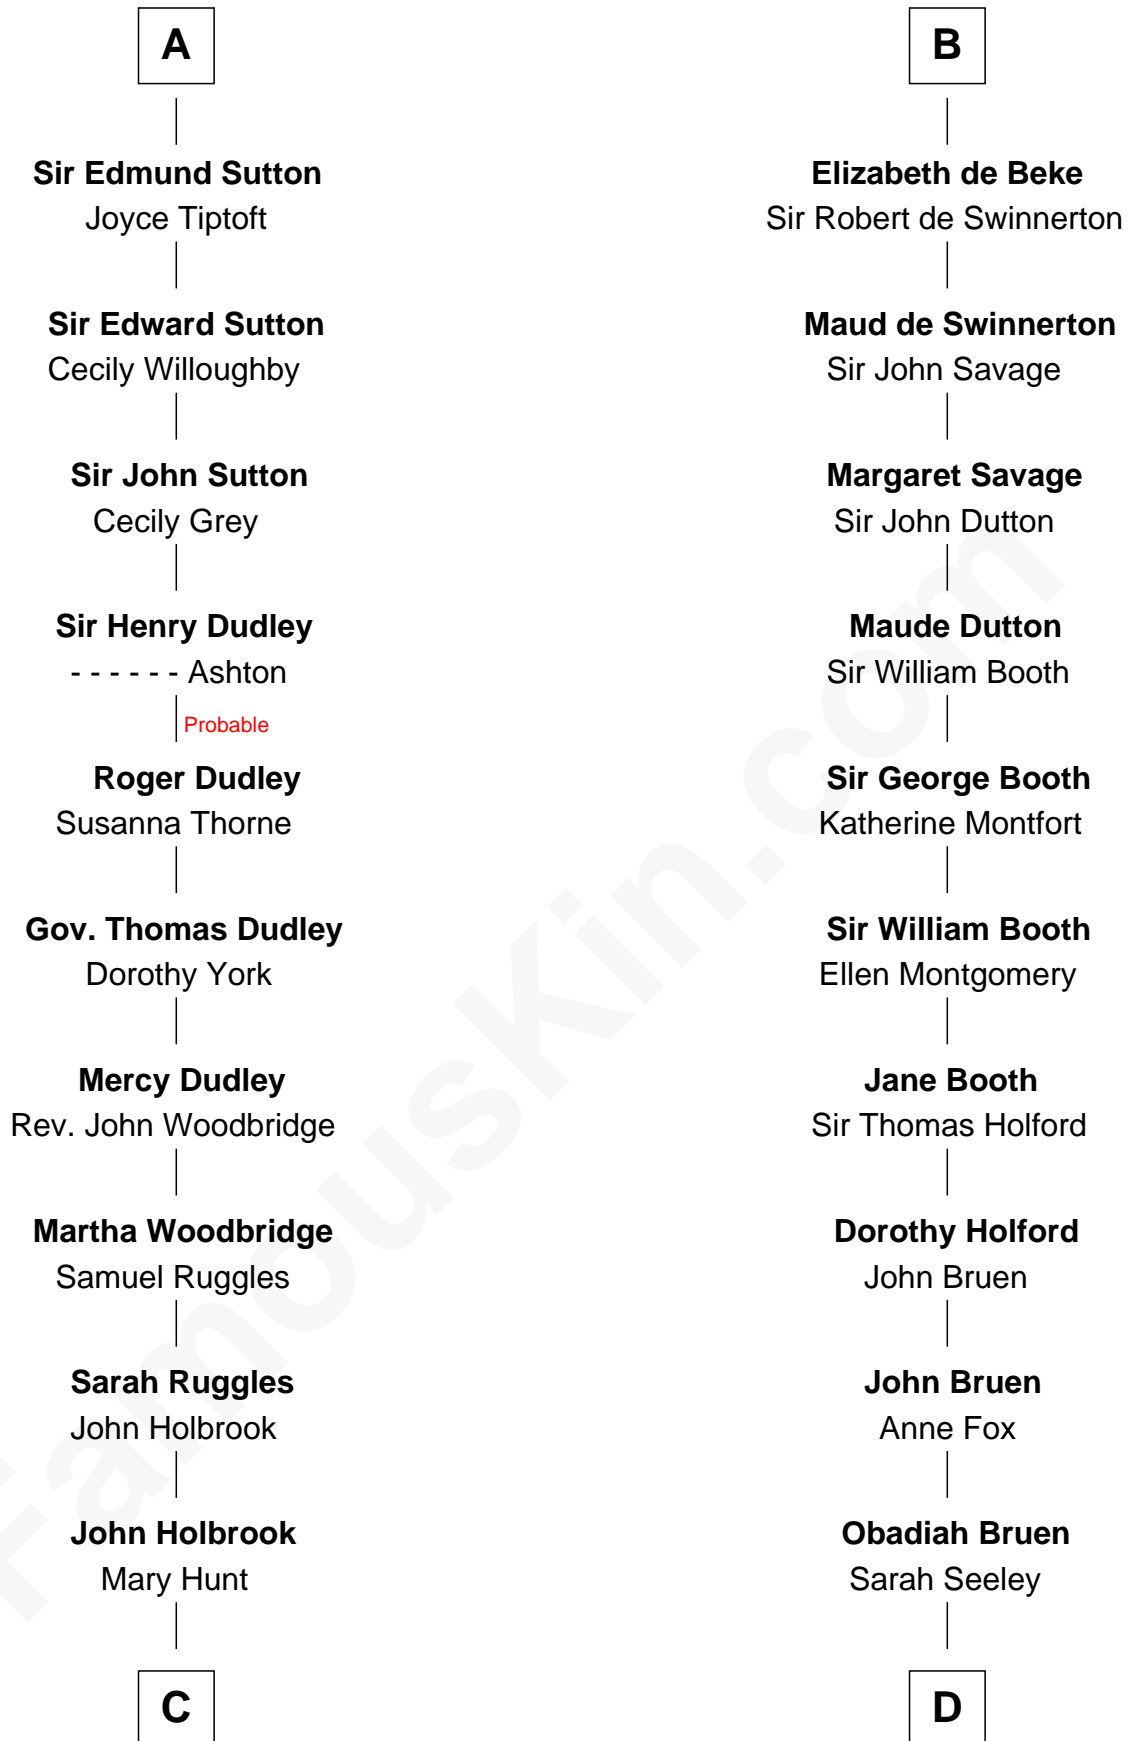 A
Sir Edmund Sutton
Joyce Tiptoft
Sir Edward Sutton
Cecily Willoughby
Sir John Sutton
Cecily Grey
Sir Henry Dudley
- - - - - - Ashton
Probable
Roger Dudley
Susanna Thorne
Gov. Thomas Dudley
Dorothy York
Mercy Dudley
Rev. John Woodbridge
Martha Woodbridge
Samuel Ruggles
Sarah Ruggles
John Holbrook
John Holbrook
Mary Hunt
C
B
Elizabeth de Beke
Sir Robert de Swinnerton
Maud de Swinnerton
Sir John Savage
Margaret Savage
Sir John Dutton
Maude Dutton
Sir William Booth
Sir George Booth
Katherine Montfort
Sir William Booth
Ellen Montgomery
Jane Booth
Sir Thomas Holford
Dorothy Holford
John Bruen
John Bruen
Anne Fox
Obadiah Bruen
Sarah Seeley
D
FamousKin.com